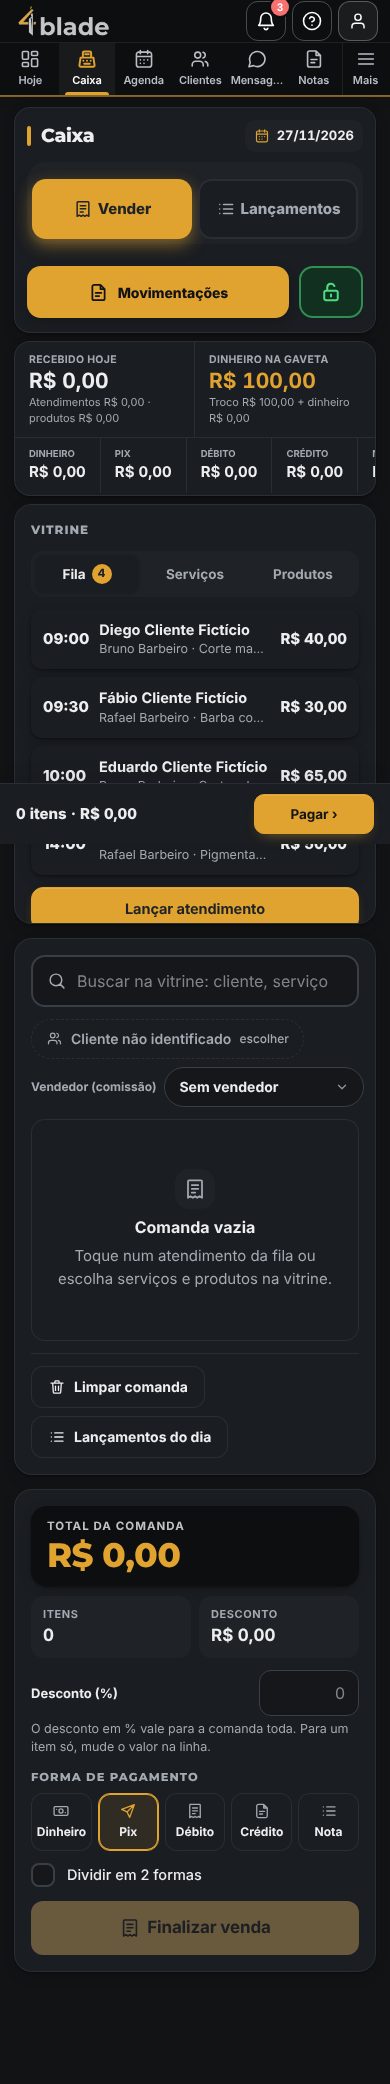 4blade
3
Hoje
Caixa
Agenda
Clientes
Mensag...
Notas
Mais
Caixa
27/11/2026
Vender
Lançamentos
Movimentações
RECEBIDO HOJE
R$ 0,00
Atendimentos R$ 0,00 ·
produtos R$ 0,00
DINHEIRO NA GAVETA
R$ 100,00
Troco R$ 100,00 + dinheiro
R$ 0,00
DINHEIRO
R$ 0,00
PIX
R$ 0,00
DÉBITO
R$ 0,00
CRÉDITO
R$ 0,00
VITRINE
Fila 4
Serviços
Produtos
09:00
Diego Cliente Fictício
Bruno Barbeiro · Corte ma...
R$ 40,00
09:30
Fábio Cliente Fictício
Rafael Barbeiro · Barba co...
R$ 30,00
10:00
Eduardo Cliente Fictício
R$ 65,00
0 itens · R$ 0,00
Pagar ›
14:00
Rafael Barbeiro · Pigmenta...
Lançar atendimento
Buscar na vitrine: cliente, serviço
Cliente não identificado escolher
Vendedor (comissão)
Sem vendedor
Comanda vazia
Toque num atendimento da fila ou
escolha serviços e produtos na vitrine.
Limpar comanda
Lançamentos do dia
TOTAL DA COMANDA
R$ 0,00
ITENS
0
DESCONTO
R$ 0,00
Desconto (%)
0
O desconto em % vale para a comanda toda. Para um
item só, mude o valor na linha.
FORMA DE PAGAMENTO
Dinheiro
Pix
Débito
Crédito
Nota
Dividir em 2 formas
Finalizar venda